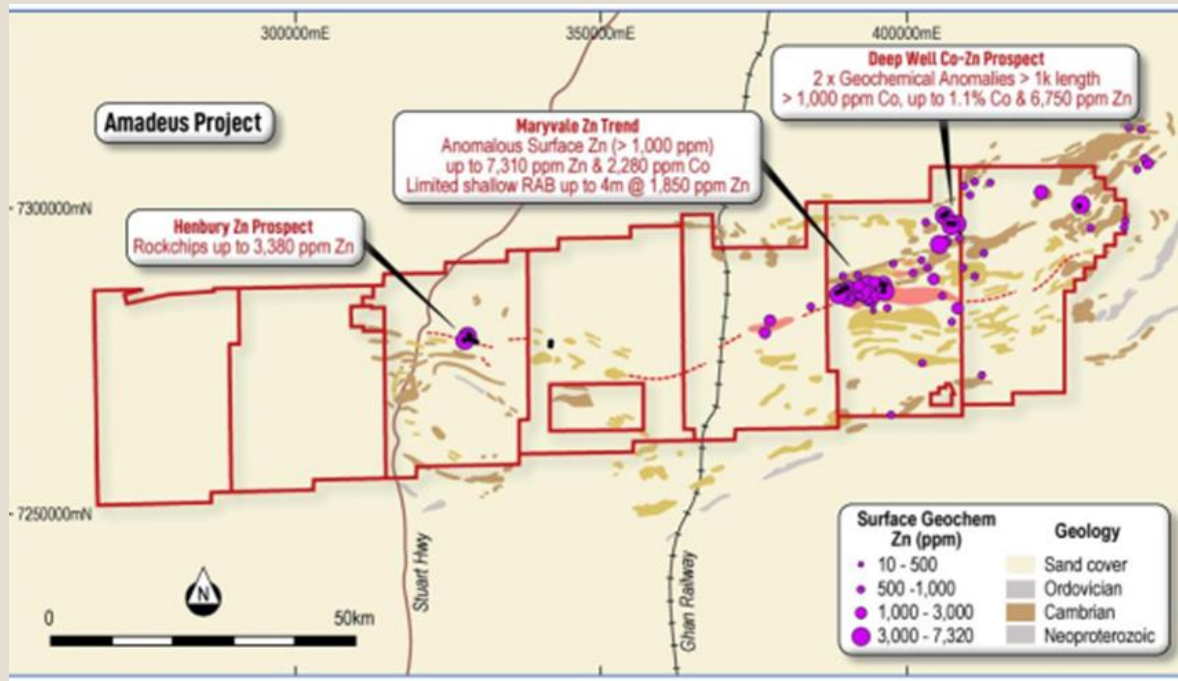 300000mE
350000mE
400000mE
Amadeus Project
Deep Well Co-Zn Prospect
2 x Geochemical Anomalies > 1k length
> 1,000 ppm Co, up to 1.1% Co & 6,750 ppm Zn
Maryvale Zn Trend
Anomalous Surface Zn (> 1,000 ppm)
up to 7,310 ppm Zn & 2,280 ppm Co
Limited shallow RAB up to 4m @ 1,850 ppm Zn
7300000mN
Henbury Zn Prospect
Rockchips up to 3,380 ppm Zn
7250000mN
N
0
50km
Stuart Hwy
Ghan Railway
Surface Geochem
Zn (ppm)
10 - 500
500 -1,000
1,000 - 3,000
3,000 - 7,320
Geology
Sand cover
Ordovician
Cambrian
Neoproterozoic